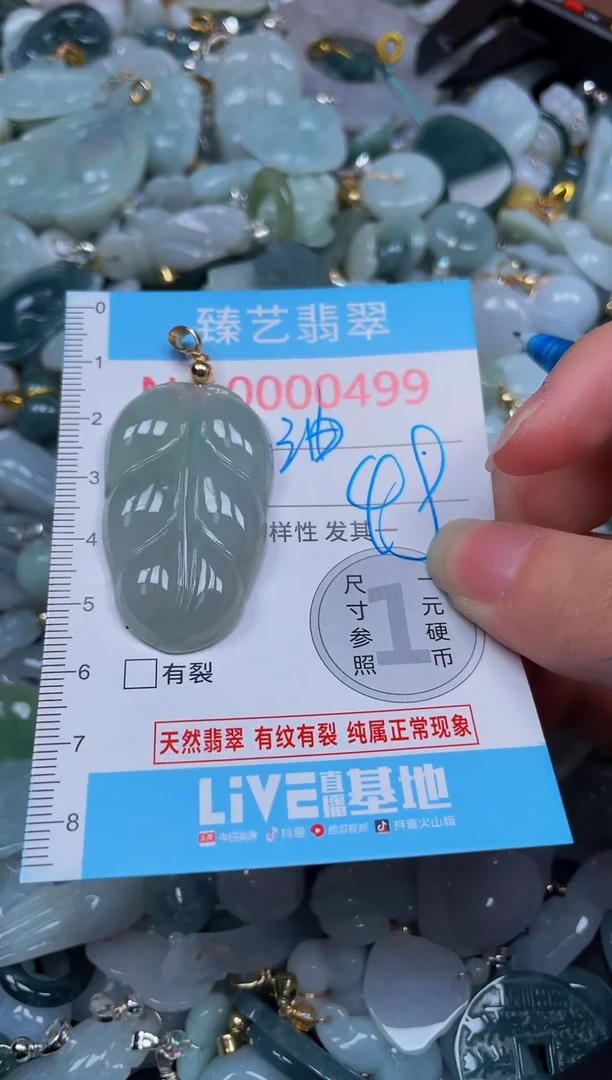 臻艺翡翠
0000499
油
样性 发其一
尺寸参照 1 一元硬币
有裂
天然翡翠 有纹有裂 纯属正常现象
LiVE直播基地
今日头条 抖音 西瓜视频 抖音火山版
0
1
2
3
4
5
6
7
8